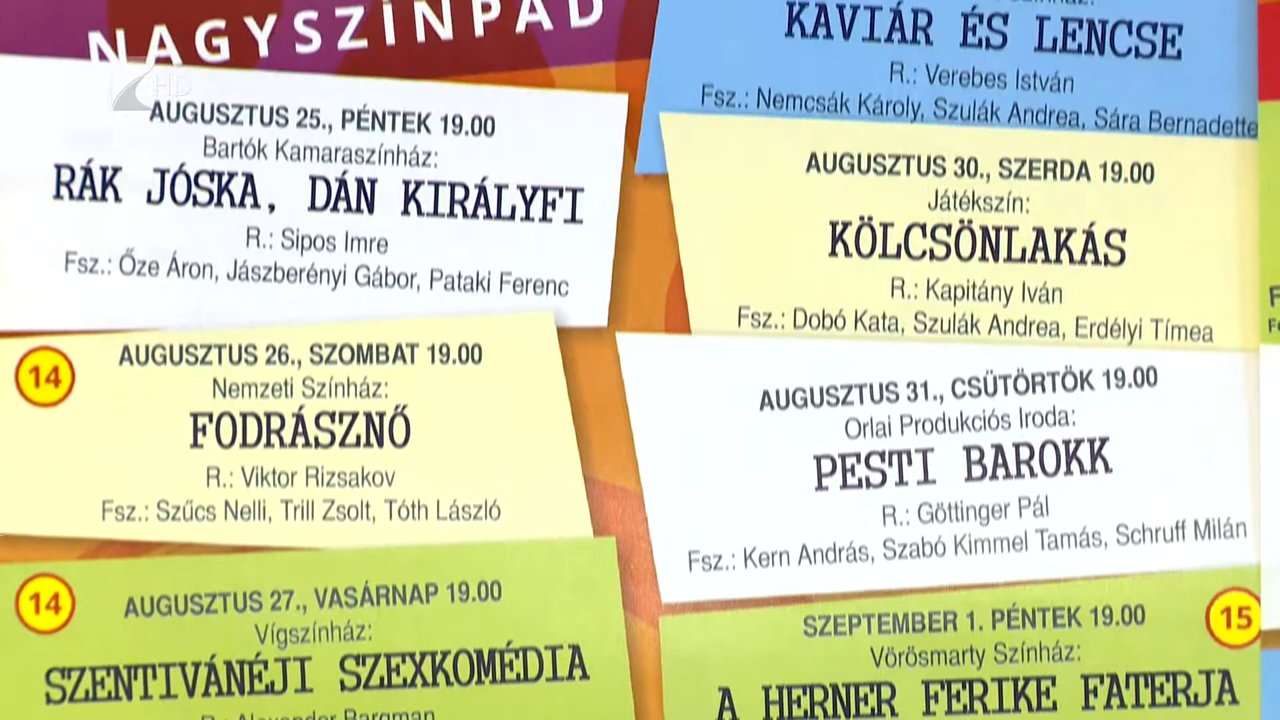 NAGYSZÍNPAD
HD
AUGUSZTUS 25., PÉNTEK 19.00
Bartók Kamaraszínház:
RÁK JÓSKA, DÁN KIRÁLYFI
R.: Sipos Imre
Fsz.: Őze Áron, Jászberényi Gábor, Pataki Ferenc
14
AUGUSZTUS 26., SZOMBAT 19.00
Nemzeti Színház:
FODRÁSZNŐ
R.: Viktor Rizsakov
Fsz.: Szűcs Nelli, Trill Zsolt, Tóth László
14
AUGUSZTUS 27., VASÁRNAP 19.00
Vígszínház:
SZENTIVÁNÉJI SZEXKOMÉDIA
R.: Alexander Bargman
KAVIÁR ÉS LENCSE
R.: Verebes István
Fsz.: Nemcsák Károly, Szulák Andrea, Sára Bernadette
AUGUSZTUS 30., SZERDA 19.00
Játékszín:
KÖLCSÖNLAKÁS
R.: Kapitány Iván
Fsz.: Dobó Kata, Szulák Andrea, Erdélyi Tímea
AUGUSZTUS 31., CSÜTÖRTÖK 19.00
Orlai Produkciós Iroda:
PESTI BAROKK
R.: Göttinger Pál
Fsz.: Kern András, Szabó Kimmel Tamás, Schruff Milán
15
SZEPTEMBER 1. PÉNTEK 19.00
Vörösmarty Színház:
A HERNER FERIKE FATERJA